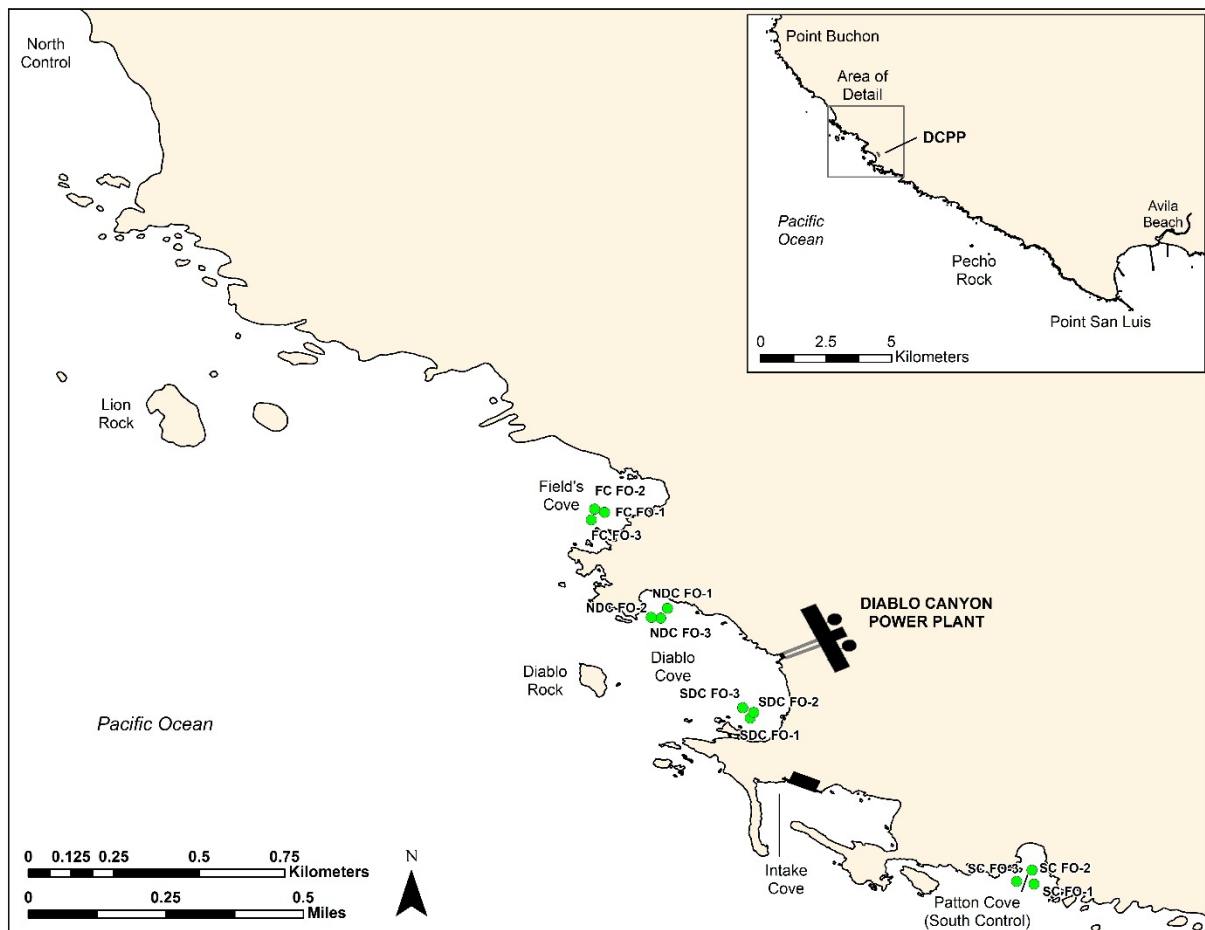 North
Control
Point Buchon
Area of
Detail
DCPP
Pacific
Ocean
Avila
Beach
Pecho
Rock
Point San Luis
0 2.5 5
Kilometers
Lion
Rock
Field's
Cove
FC FO-2
FC FO-1
FC FO-3
NDC FO-1
NDC FO-2
NDC FO-3
DIABLO CANYON
POWER PLANT
Diablo
Cove
Diablo
Rock
SDC FO-3
SDC FO-2
SDC FO-1
Pacific Ocean
Intake
Cove
SC FO-3
SC FO-2
SC FO-1
Patton Cove
(South Control)
0 0.125 0.25 0.5 0.75
Kilometers
0 0.25 0.5
Miles
N